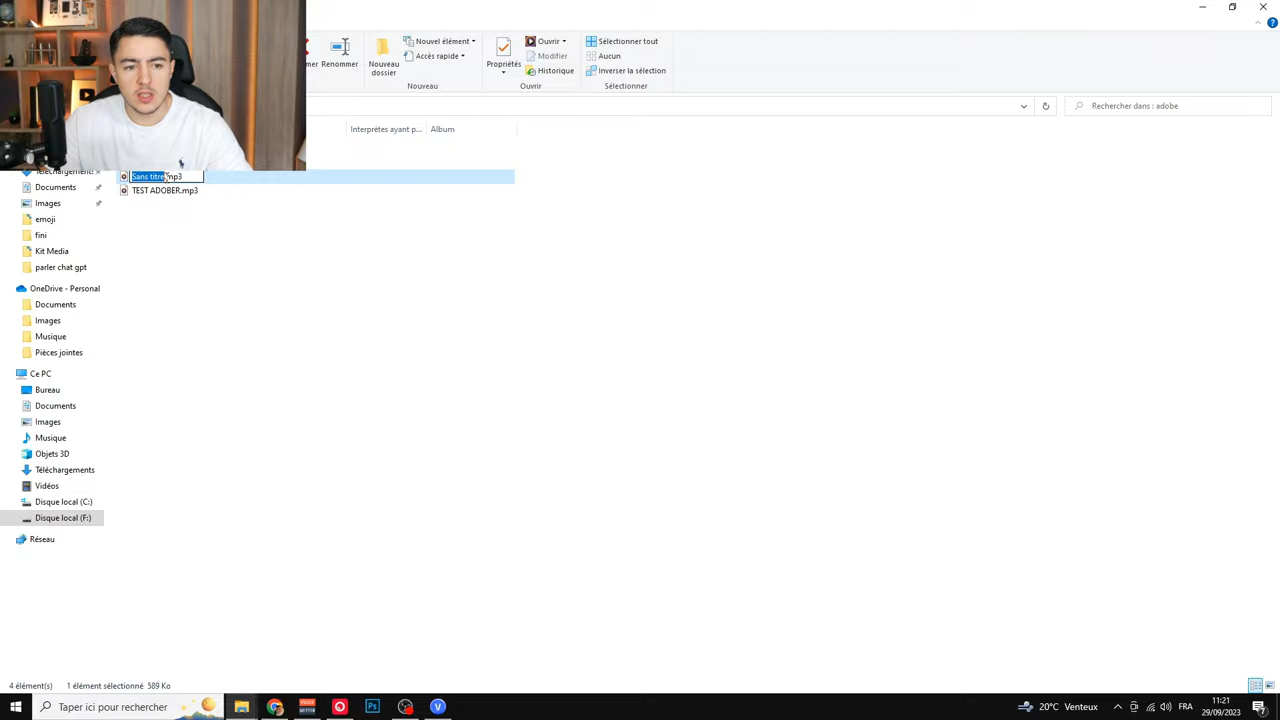 Renommer
Nouveau
dossier
Nouvel élément
Accès rapide
Nouveau
Propriétés
Ouvrir
Modifier
Historique
Ouvrir
Sélectionner tout
Aucun
Inverser la sélection
Sélectionner
Rechercher dans : adobe
Interprètes ayant p...
Album
Téléchargements
Documents
Images
emoji
fini
Kit Media
parler chat gpt
Sans titre.mp3
TEST ADOBER.mp3
OneDrive - Personal
Documents
Images
Musique
Pièces jointes
Ce PC
Bureau
Documents
Images
Musique
Objets 3D
Téléchargements
Vidéos
Disque local (C:)
Disque local (F:)
Réseau
4 élément(s) 1 élément sélectionné 589 Ko
Taper ici pour rechercher
Ps
20°C Venteux
FRA
11:21
29/09/2023